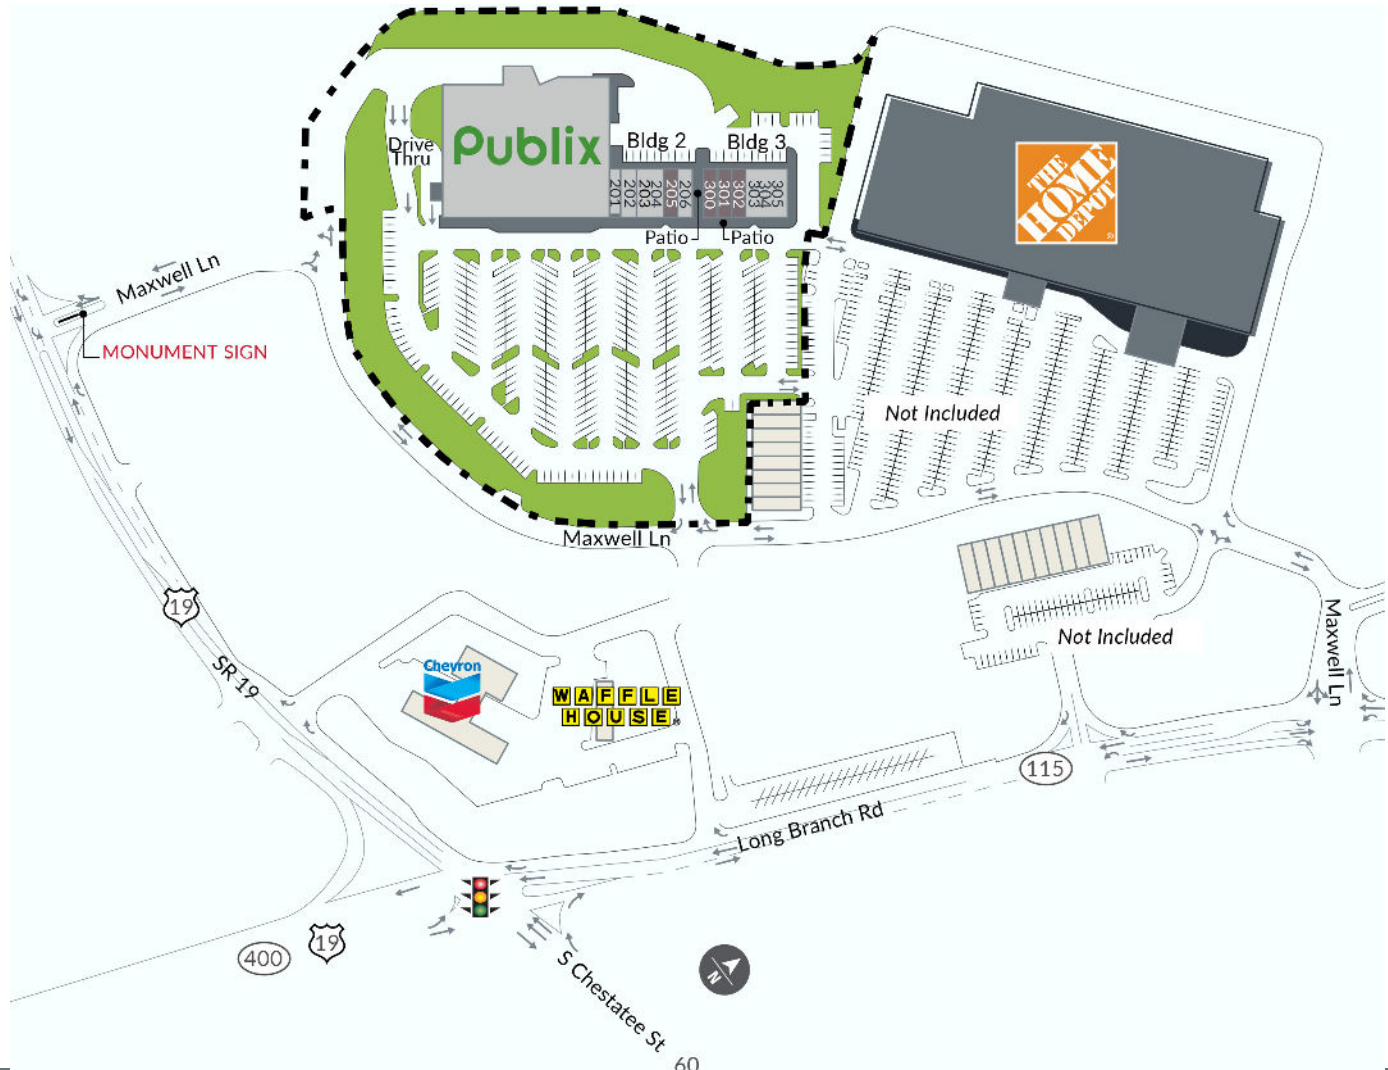 Publix
Drive
Thru
Bldg 2
Bldg 3
201
202
203
204
205
206
300
301
302
303
304
305
Patio
Patio
THE
HOME
DEPOT
®
Maxwell Ln
MONUMENT SIGN
Not Included
Maxwell Ln
19
SR 19
Chevron
WAFFLE
HOUSE®
Not Included
Maxwell Ln
115
Long Branch Rd
400
19
N
S Chestatee St
60